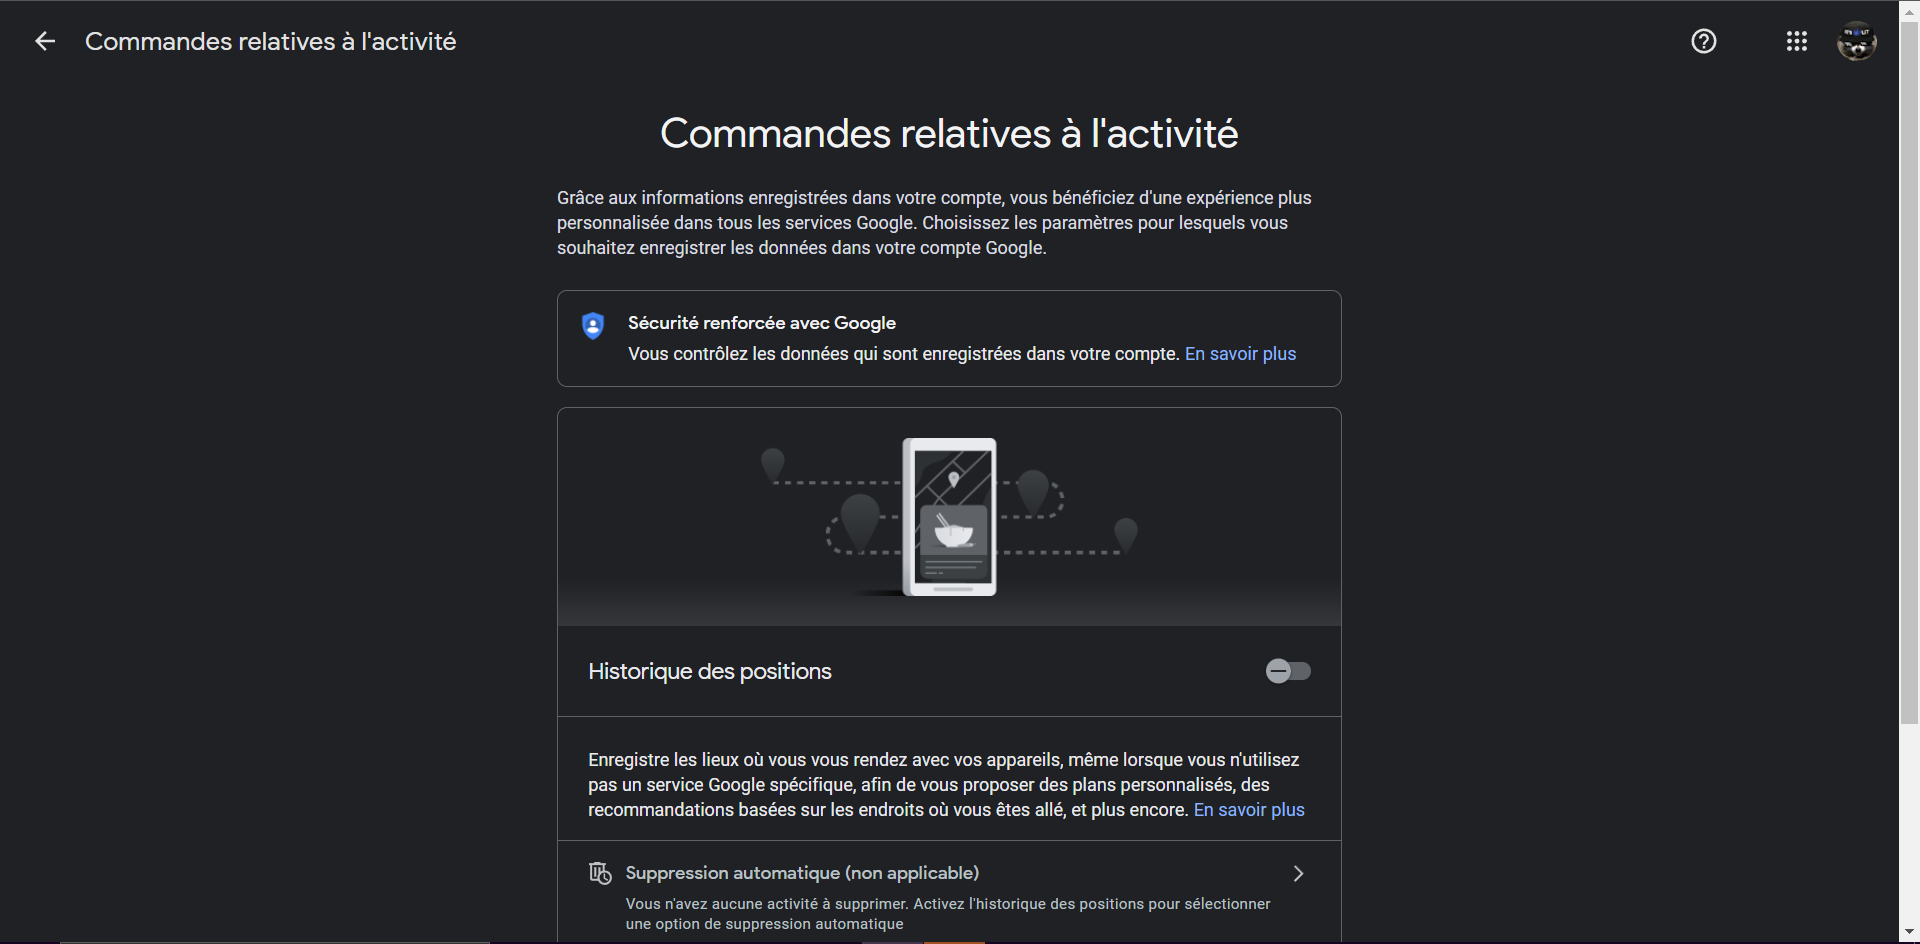 Commandes relatives à l'activité
Commandes relatives à l'activité
Grâce aux informations enregistrées dans votre compte, vous bénéficiez d'une expérience plus
personnalisée dans tous les services Google. Choisissez les paramètres pour lesquels vous
souhaitez enregistrer les données dans votre compte Google.
Sécurité renforcée avec Google
Vous contrôlez les données qui sont enregistrées dans votre compte. En savoir plus
Historique des positions
Enregistre les lieux où vous vous rendez avec vos appareils, même lorsque vous n'utilisez
pas un service Google spécifique, afin de vous proposer des plans personnalisés, des
recommandations basées sur les endroits où vous êtes allé, et plus encore. En savoir plus
Suppression automatique (non applicable)
Vous n'avez aucune activité à supprimer. Activez l'historique des positions pour sélectionner
une option de suppression automatique